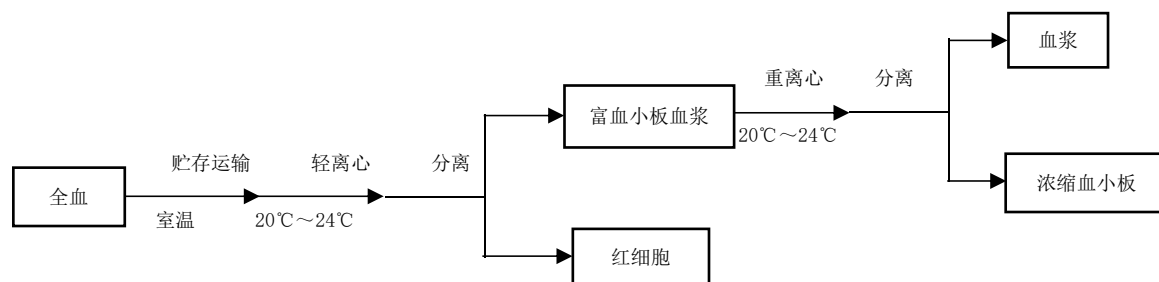 血浆
重离心
分离
富血小板血浆
20℃～24℃
贮存运输
轻离心
分离
全血
室温
20℃～24℃
浓缩血小板
红细胞